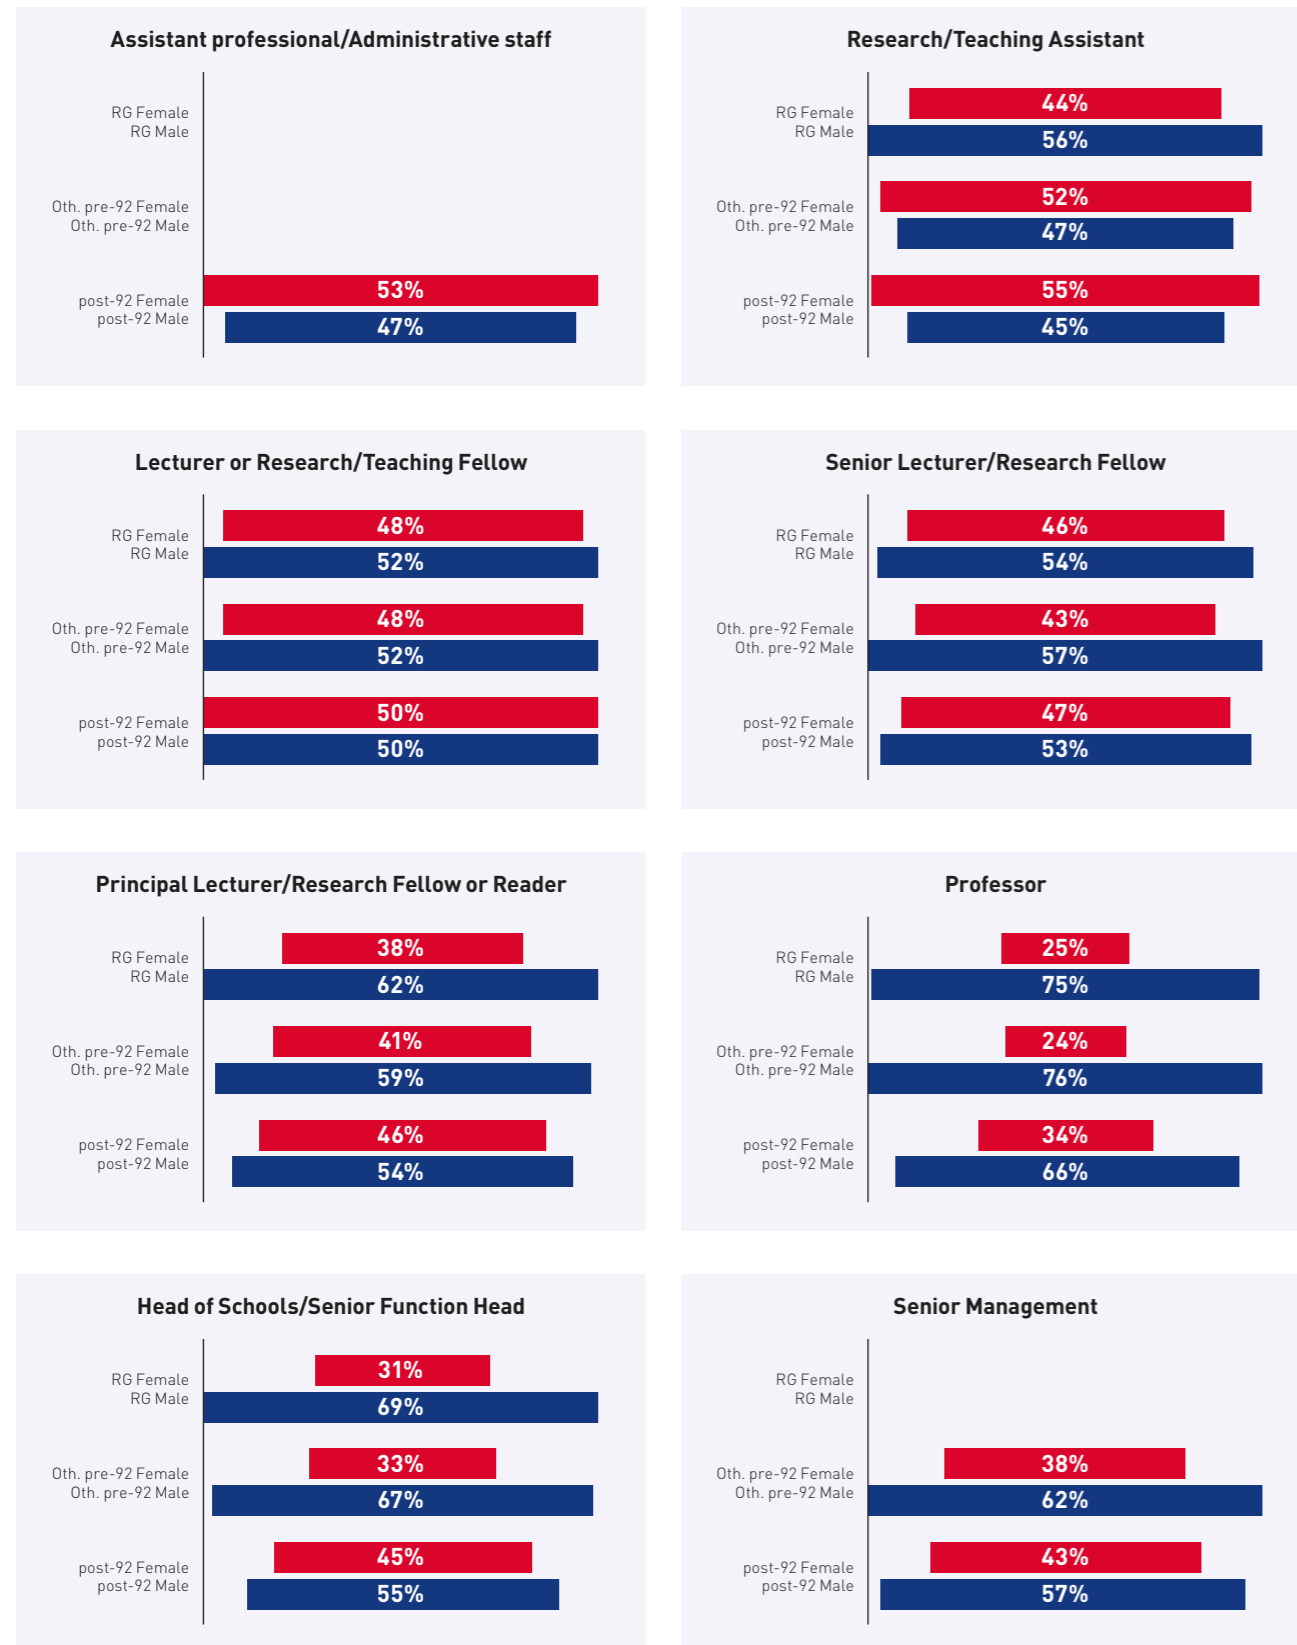 Assistant professional/Administrative staff
RG Female
RG Male
Oth. pre-92 Female
Oth. pre-92 Male
post-92 Female
post-92 Male
53%
47%
Research/Teaching Assistant
RG Female
44%
RG Male
56%
Oth. pre-92 Female
52%
Oth. pre-92 Male
47%
post-92 Female
55%
post-92 Male
45%
Lecturer or Research/Teaching Fellow
RG Female
48%
RG Male
52%
Oth. pre-92 Female
48%
Oth. pre-92 Male
52%
post-92 Female
50%
post-92 Male
50%
Senior Lecturer/Research Fellow
RG Female
46%
RG Male
54%
Oth. pre-92 Female
43%
Oth. pre-92 Male
57%
post-92 Female
47%
post-92 Male
53%
Principal Lecturer/Research Fellow or Reader
RG Female
38%
RG Male
62%
Oth. pre-92 Female
41%
Oth. pre-92 Male
59%
post-92 Female
46%
post-92 Male
54%
Professor
RG Female
25%
RG Male
75%
Oth. pre-92 Female
24%
Oth. pre-92 Male
76%
post-92 Female
34%
post-92 Male
66%
Head of Schools/Senior Function Head
RG Female
31%
RG Male
69%
Oth. pre-92 Female
33%
Oth. pre-92 Male
67%
post-92 Female
45%
post-92 Male
55%
Senior Management
RG Female
RG Male
Oth. pre-92 Female
38%
Oth. pre-92 Male
62%
post-92 Female
43%
post-92 Male
57%